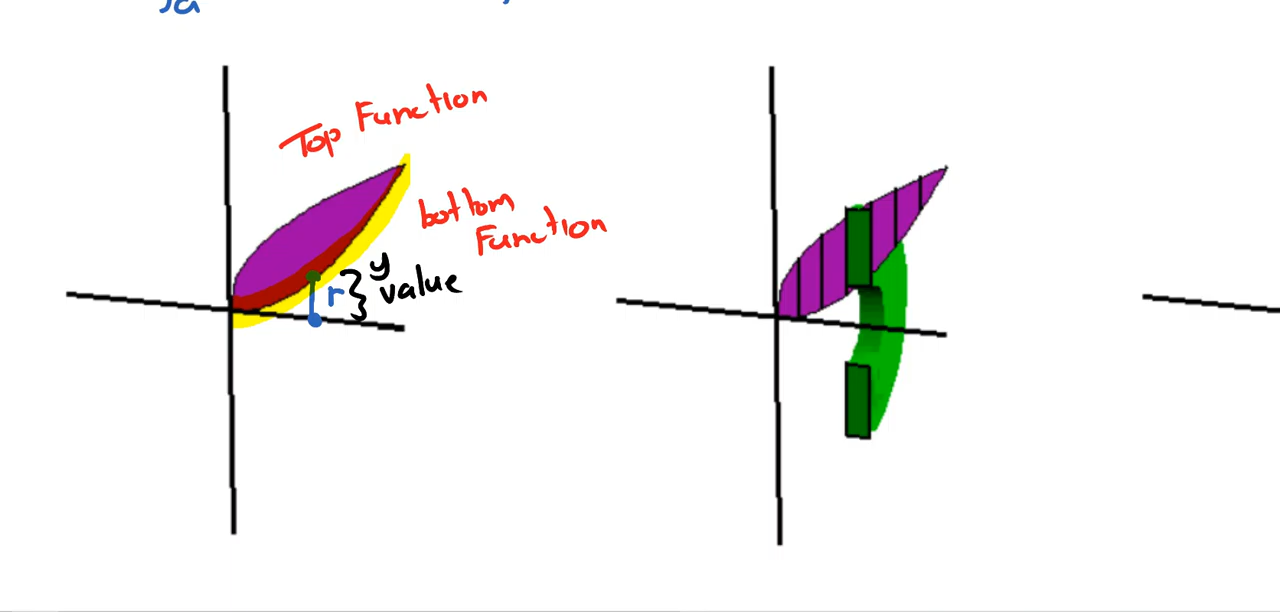 a
Top Function
bottom
Function
r } y
value